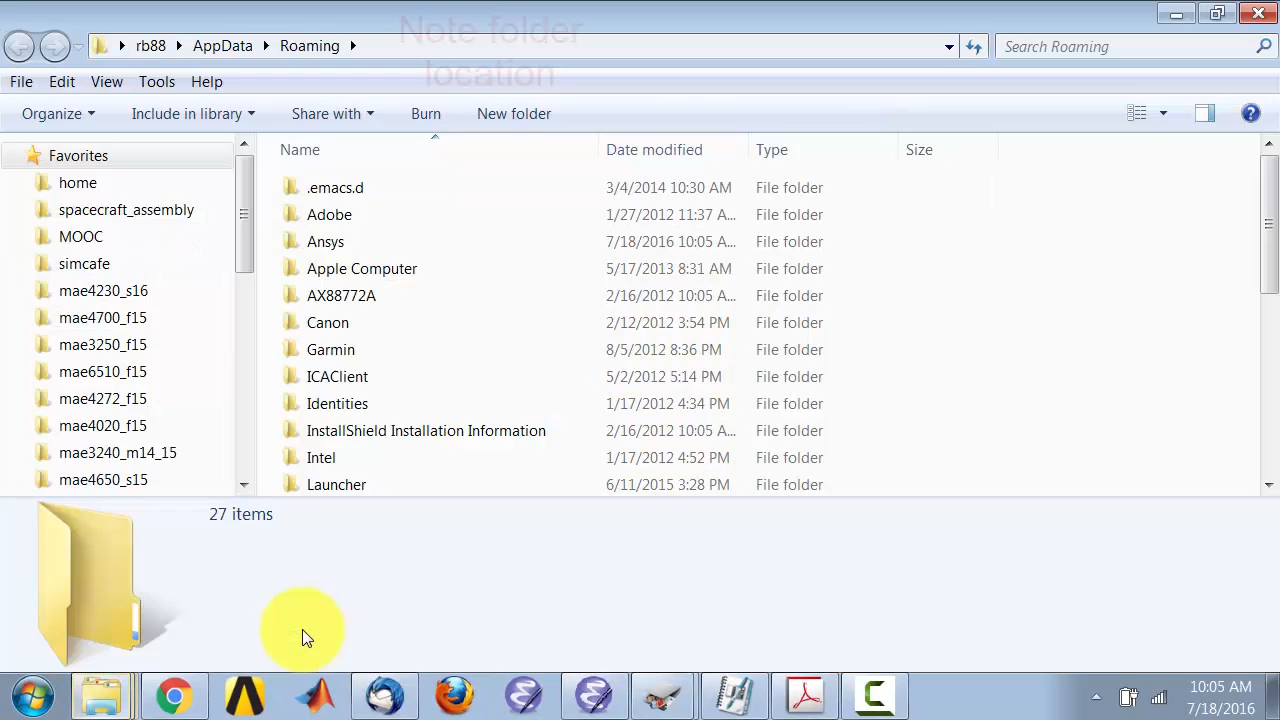 Note folder
location
rb88 AppData Roaming
Search Roaming
File Edit View Tools Help
Organize Include in library Share with Burn New folder
Favorites
home
spacecraft_assembly
MOOC
simcafe
mae4230_s16
mae4700_f15
mae3250_f15
mae6510_f15
mae4272_f15
mae4020_f15
mae3240_m14_15
mae4650_s15
Name Date modified Type Size
.emacs.d 3/4/2014 10:30 AM File folder
Adobe 1/27/2012 11:37 A... File folder
Ansys 7/18/2016 10:05 A... File folder
Apple Computer 5/17/2013 8:31 AM File folder
AX88772A 2/16/2012 10:05 A... File folder
Canon 2/12/2012 3:54 PM File folder
Garmin 8/5/2012 8:36 PM File folder
ICAClient 5/2/2012 5:14 PM File folder
Identities 1/17/2012 4:34 PM File folder
InstallShield Installation Information 2/16/2012 10:05 A... File folder
Intel 1/17/2012 4:52 PM File folder
Launcher 6/11/2015 3:28 PM File folder
27 items
10:05 AM
7/18/2016